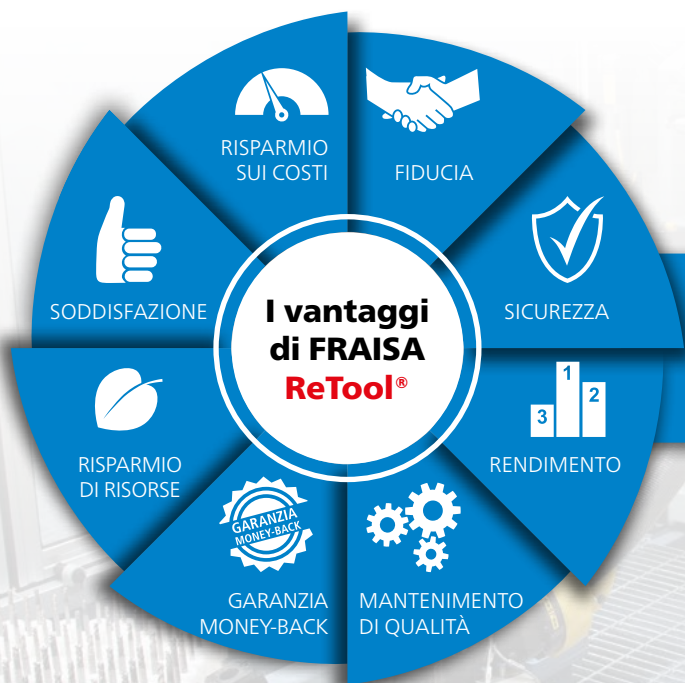 RISPARMIO
SUI COSTI
FIDUCIA
SICUREZZA
1
2
3
RENDIMENTO
MANTENIMENTO
DI QUALITÀ
GARANZIA
MONEY-BACK
GARANZIA
MONEY-BACK
RISPARMIO
DI RISORSE
SODDISFAZIONE
I vantaggi
di FRAISA
ReTool®